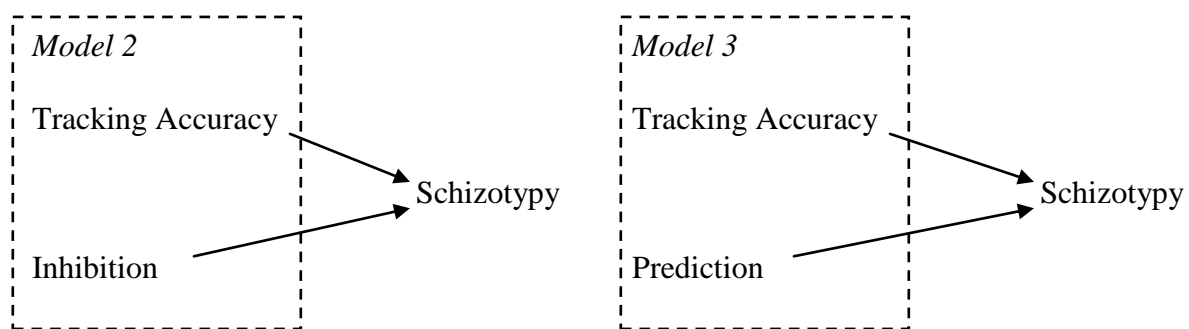 Model 2
Tracking Accuracy
Schizotypy
Inhibition
Model 3
Tracking Accuracy
Schizotypy
Prediction